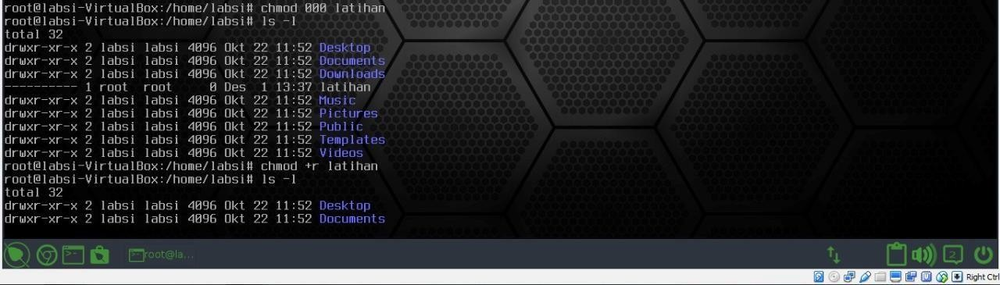 root@labsi-VirtualBox:/home/labsi# chmod 000 latihan
root@labsi-VirtualBox:/home/labsi# ls -l
total 32
drwxr-xr-x 2 labsi labsi 4096 Okt 22 11:52 Desktop
drwxr-xr-x 2 labsi labsi 4096 Okt 22 11:52 Documents
drwxr-xr-x 2 labsi labsi 4096 Okt 22 11:52 Downloads
---------- 1 root  root     0 Des  1 13:37 latihan
drwxr-xr-x 2 labsi labsi 4096 Okt 22 11:52 Music
drwxr-xr-x 2 labsi labsi 4096 Okt 22 11:52 Pictures
drwxr-xr-x 2 labsi labsi 4096 Okt 22 11:52 Public
drwxr-xr-x 2 labsi labsi 4096 Okt 22 11:52 Templates
drwxr-xr-x 2 labsi labsi 4096 Okt 22 11:52 Videos
root@labsi-VirtualBox:/home/labsi# chmod +r latihan
root@labsi-VirtualBox:/home/labsi# ls -l
total 32
drwxr-xr-x 2 labsi labsi 4096 Okt 22 11:52 Desktop
drwxr-xr-x 2 labsi labsi 4096 Okt 22 11:52 Documents
root@la... 2
Right Ctrl